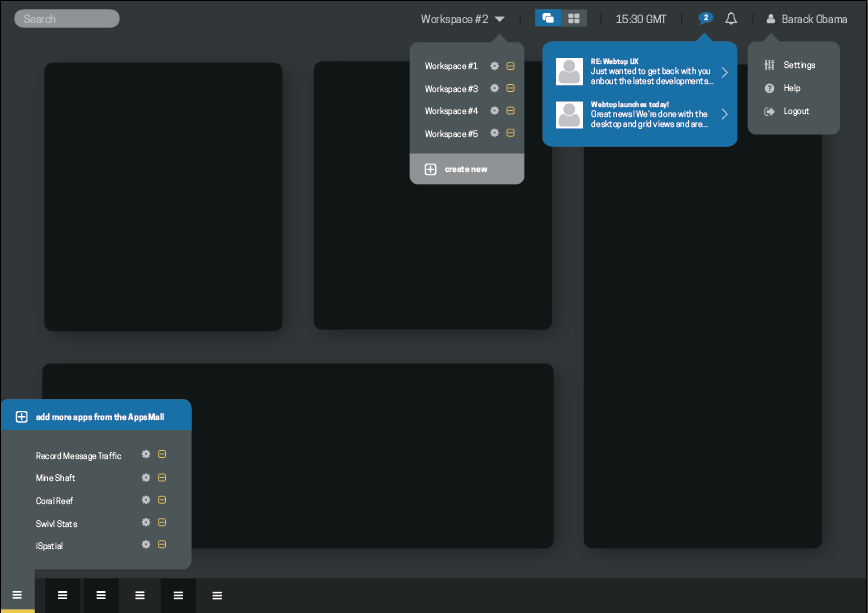 Search
Workspace #2
15:30 GMT
2
Barack Obama
Workspace #1
Workspace #3
Workspace #4
Workspace #5
create new
RE: Webtop UX
Just wanted to get back with you
anbout the latest developments...
Webtop launches today!
Great news! We're done with the
desktop and grid views and are...
Settings
Help
Logout
add more apps from the AppsMall
Record Message Traffic
Mine Shaft
Coral Reef
Swivl Stats
iSpatial